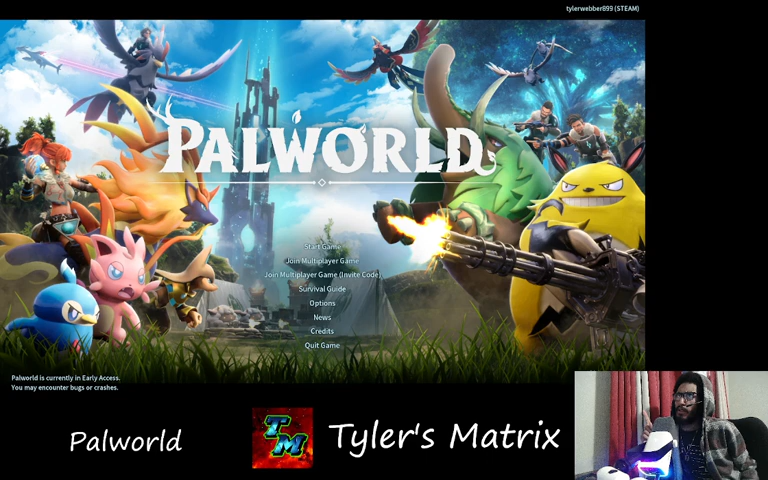 tylerwebber899 (STEAM)
PALWORLD
Start Game
Join Multiplayer Game
Join Multiplayer Game (Invite Code)
Survival Guide
Options
News
Credits
Quit Game
Palworld is currently in Early Access.
You may encounter bugs or crashes.
Palworld
TM
Tyler's Matrix